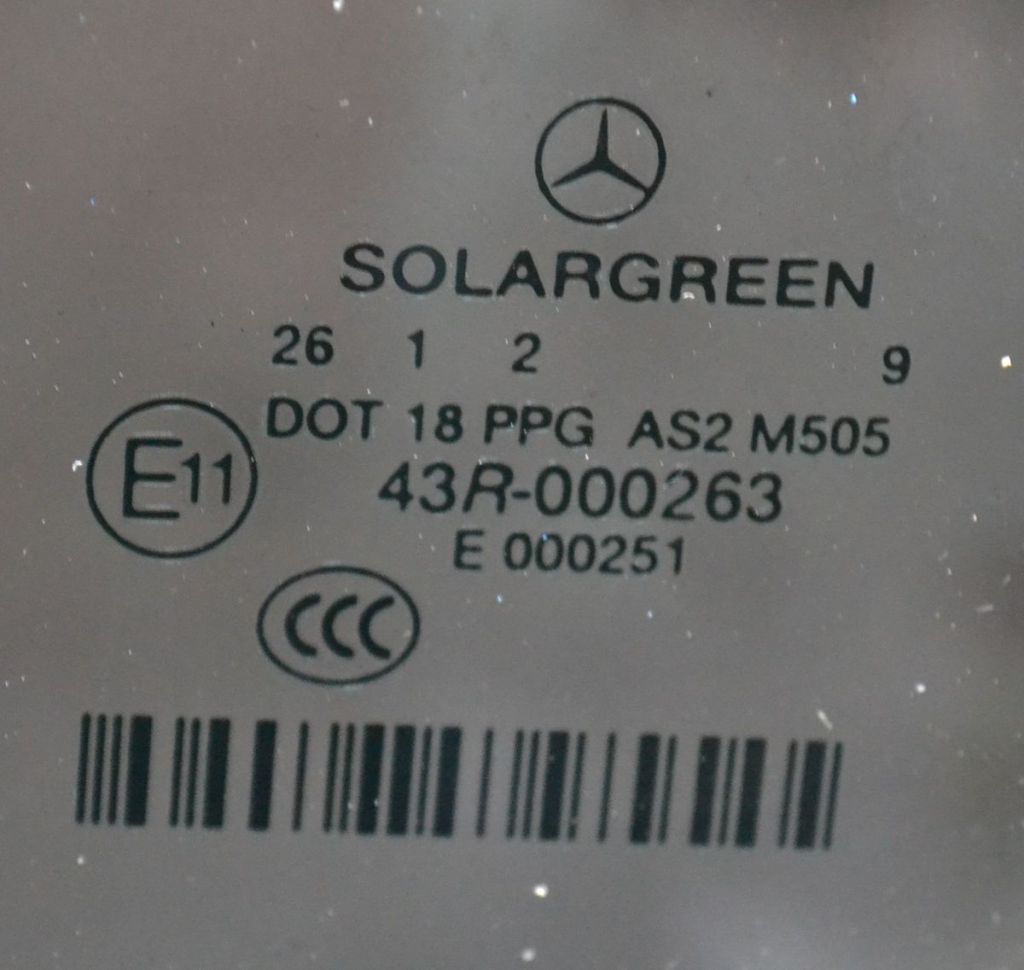 SOLARGREEN
26 1 2 9
DOT 18 PPG AS2 M505
E11
43R-000263
E 000251
CCC